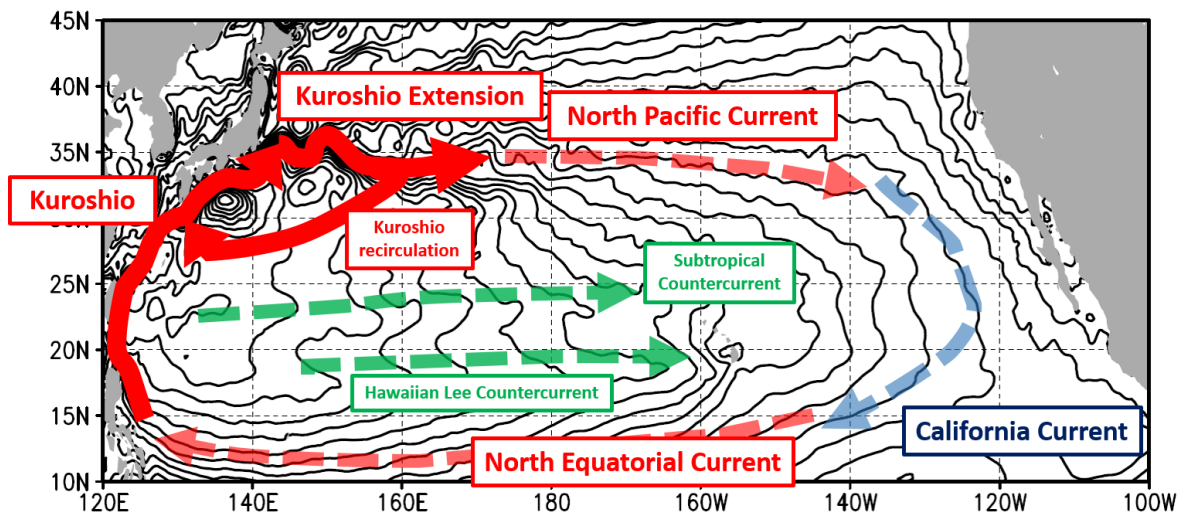 45N
40N
35N
30N
25N
20N
15N
10N
Kuroshio Extension
North Pacific Current
Kuroshio
Kuroshio
recirculation
Subtropical
Countercurrent
Hawaiian Lee Countercurrent
California Current
North Equatorial Current
120E
140E
160E
180
160W
140W
120W
100W